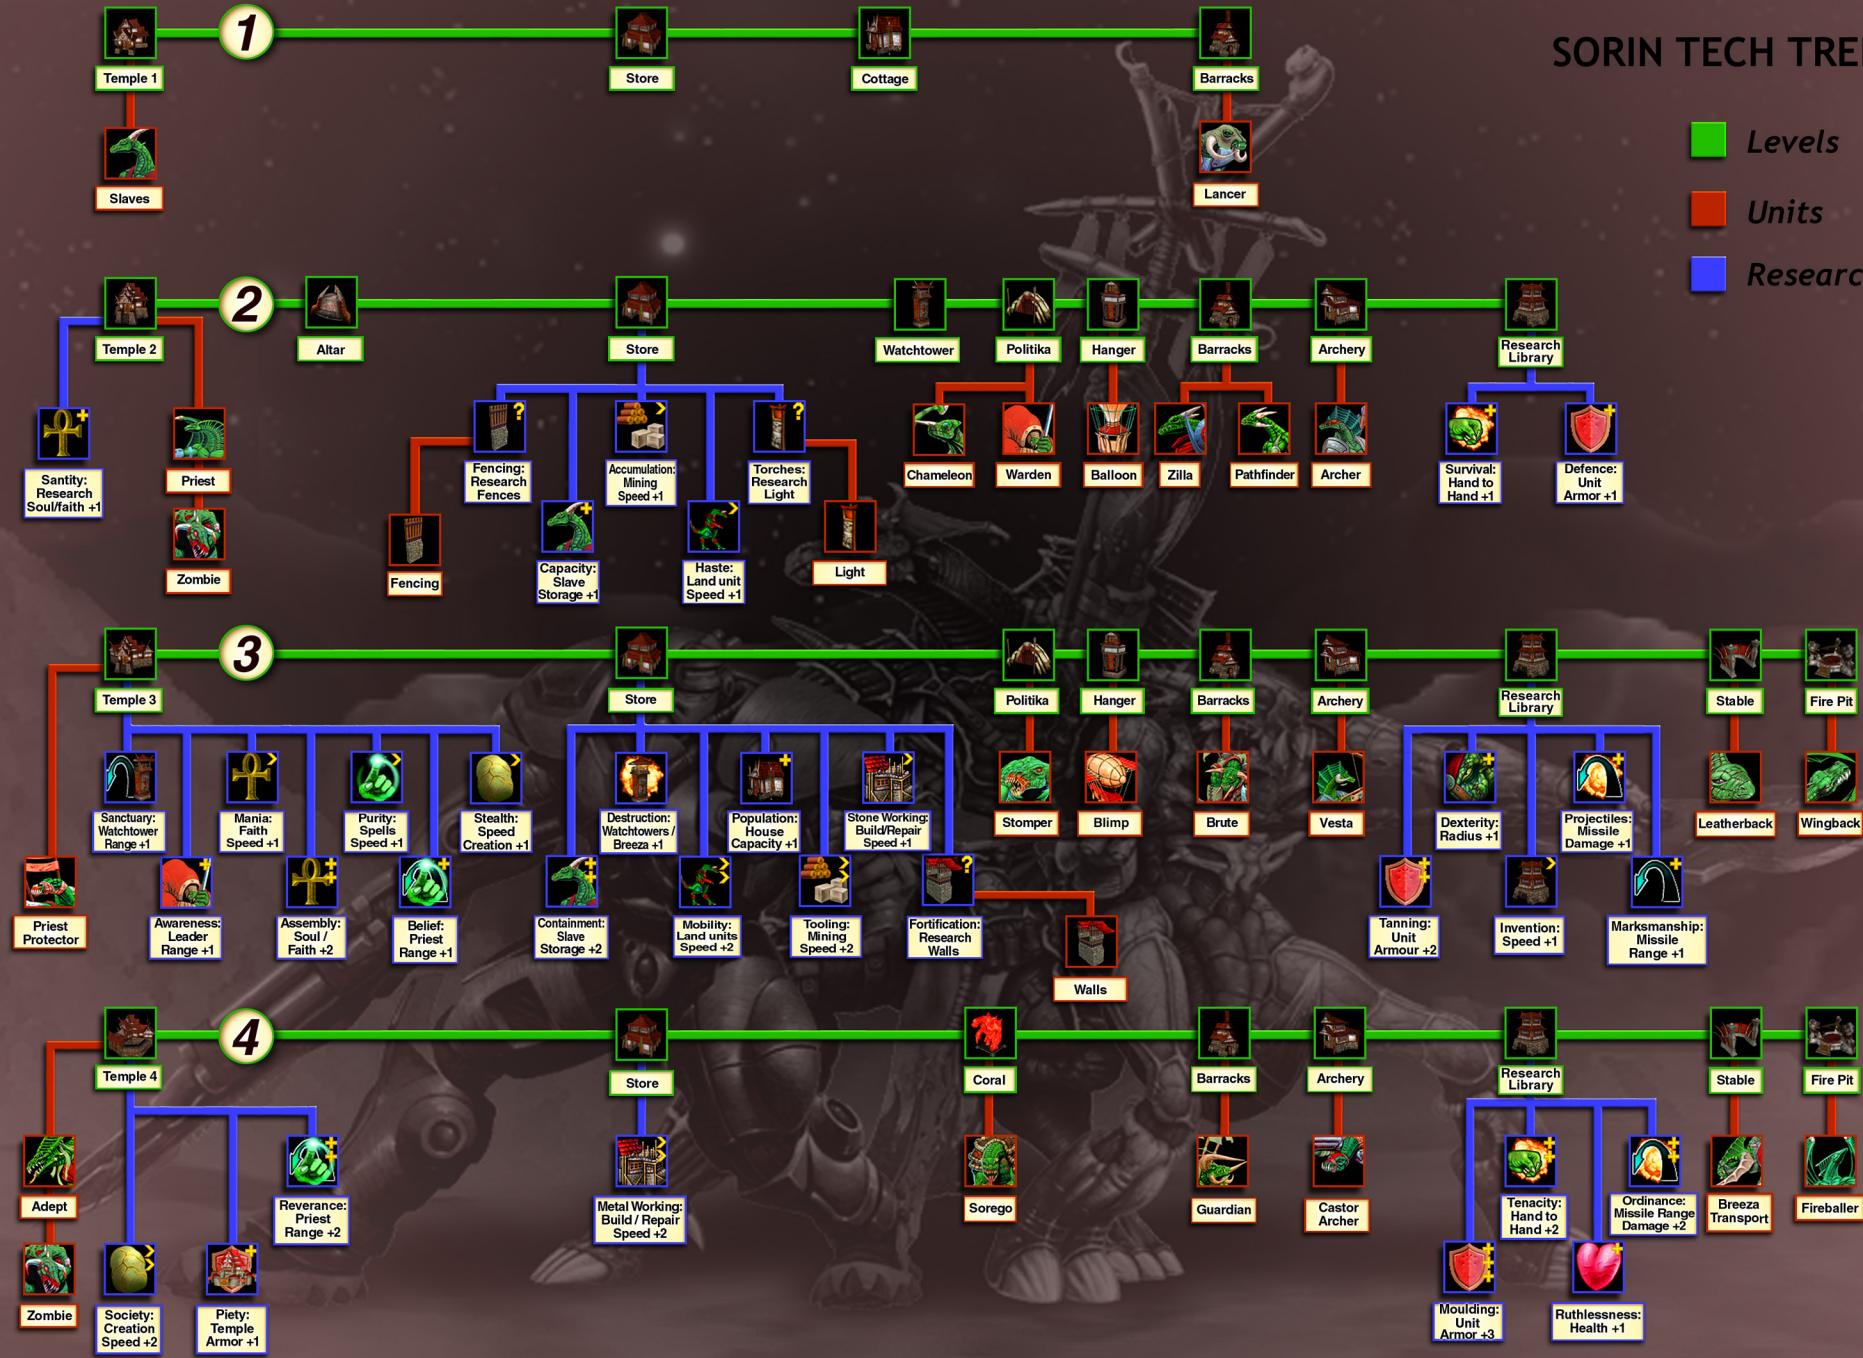 SORIN TECH TREE
Levels
Units
Researc
1
Temple 1
Store
Cottage
Barracks
Slaves
Lancer
2
Temple 2
Altar
Store
Watchtower
Politika
Hanger
Barracks
Archery
Research
Library
Santity:
Research
Soul/faith +1
Priest
Zombie
Fencing:
Research
Fences
Accumulation:
Mining
Speed +1
Torches:
Research
Light
Fencing
Capacity:
Slave
Storage +1
Haste:
Land unit
Speed +1
Light
Chameleon
Warden
Balloon
Zilla
Pathfinder
Archer
Survival:
Hand to
Hand +1
Defence:
Unit
Armor +1
3
Temple 3
Store
Politika
Hanger
Barracks
Archery
Research
Library
Stable
Fire Pit
Sanctuary:
Watchtower
Range +1
Mania:
Faith
Speed +1
Purity:
Spells
Speed +1
Stealth:
Speed
Creation +1
Destruction:
Watchtowers /
Breeza +1
Population:
House
Capacity +1
Stone Working:
Build/Repair
Speed +1
Stomper
Blimp
Brute
Vesta
Dexterity:
Radius +1
Projectiles:
Missile
Damage +1
Leatherback
Wingback
Priest
Protector
Awareness:
Leader
Range +1
Assembly:
Soul /
Faith +2
Belief:
Priest
Range +1
Containment:
Slave
Storage +2
Mobility:
Land units
Speed +2
Tooling:
Mining
Speed +2
Fortification:
Research
Walls
Walls
Tanning:
Unit
Armour +2
Invention:
Speed +1
Marksmanship:
Missile
Range +1
4
Temple 4
Store
Coral
Barracks
Archery
Research
Library
Stable
Fire Pit
Adept
Zombie
Society:
Creation
Speed +2
Piety:
Temple
Armor +1
Reverance:
Priest
Range +2
Metal Working:
Build / Repair
Speed +2
Sorego
Guardian
Castor
Archer
Tenacity:
Hand to
Hand +2
Ordinance:
Missile Range
Damage +2
Breeza
Transport
Fireballer
Moulding:
Unit
Armor +3
Ruthlessness:
Health +1